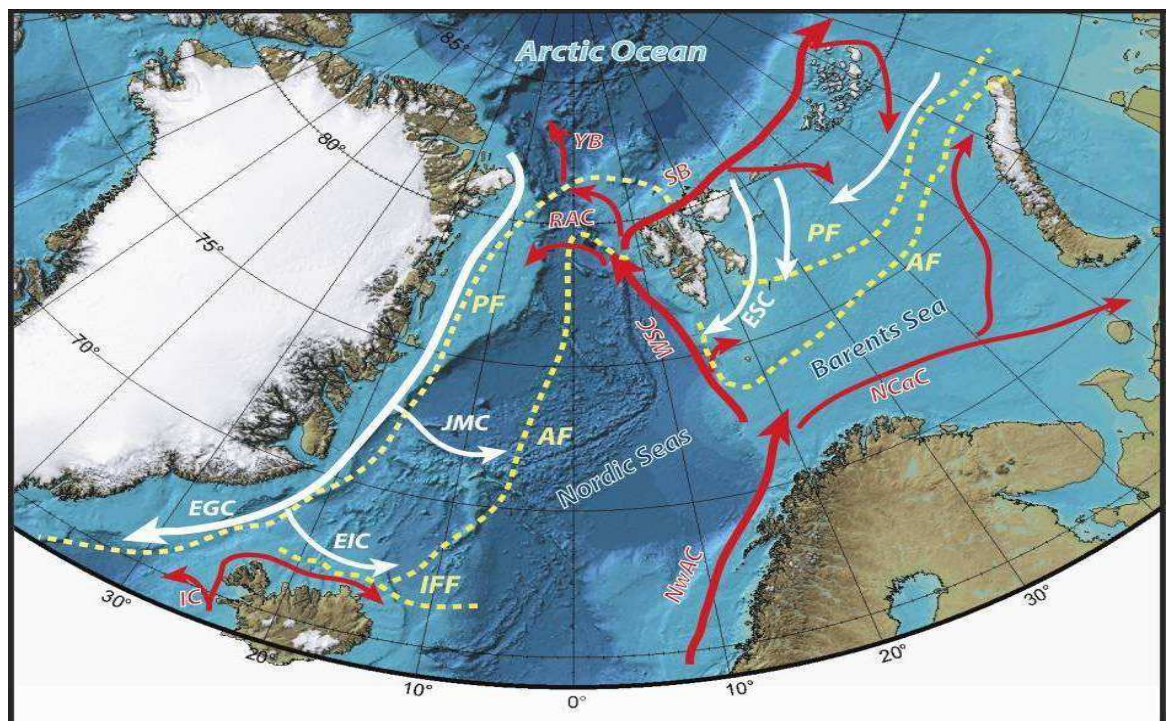 Arctic Ocean
85°
80°
YB
SB
RAC
75°
PF
PF
AF
ESC
WSC
70°
Barents Sea
NCaC
JMC
AF
Nordic Seas
EGC
EIC
IFF
NwAC
IC
30°
20°
10°
0°
10°
20°
30°